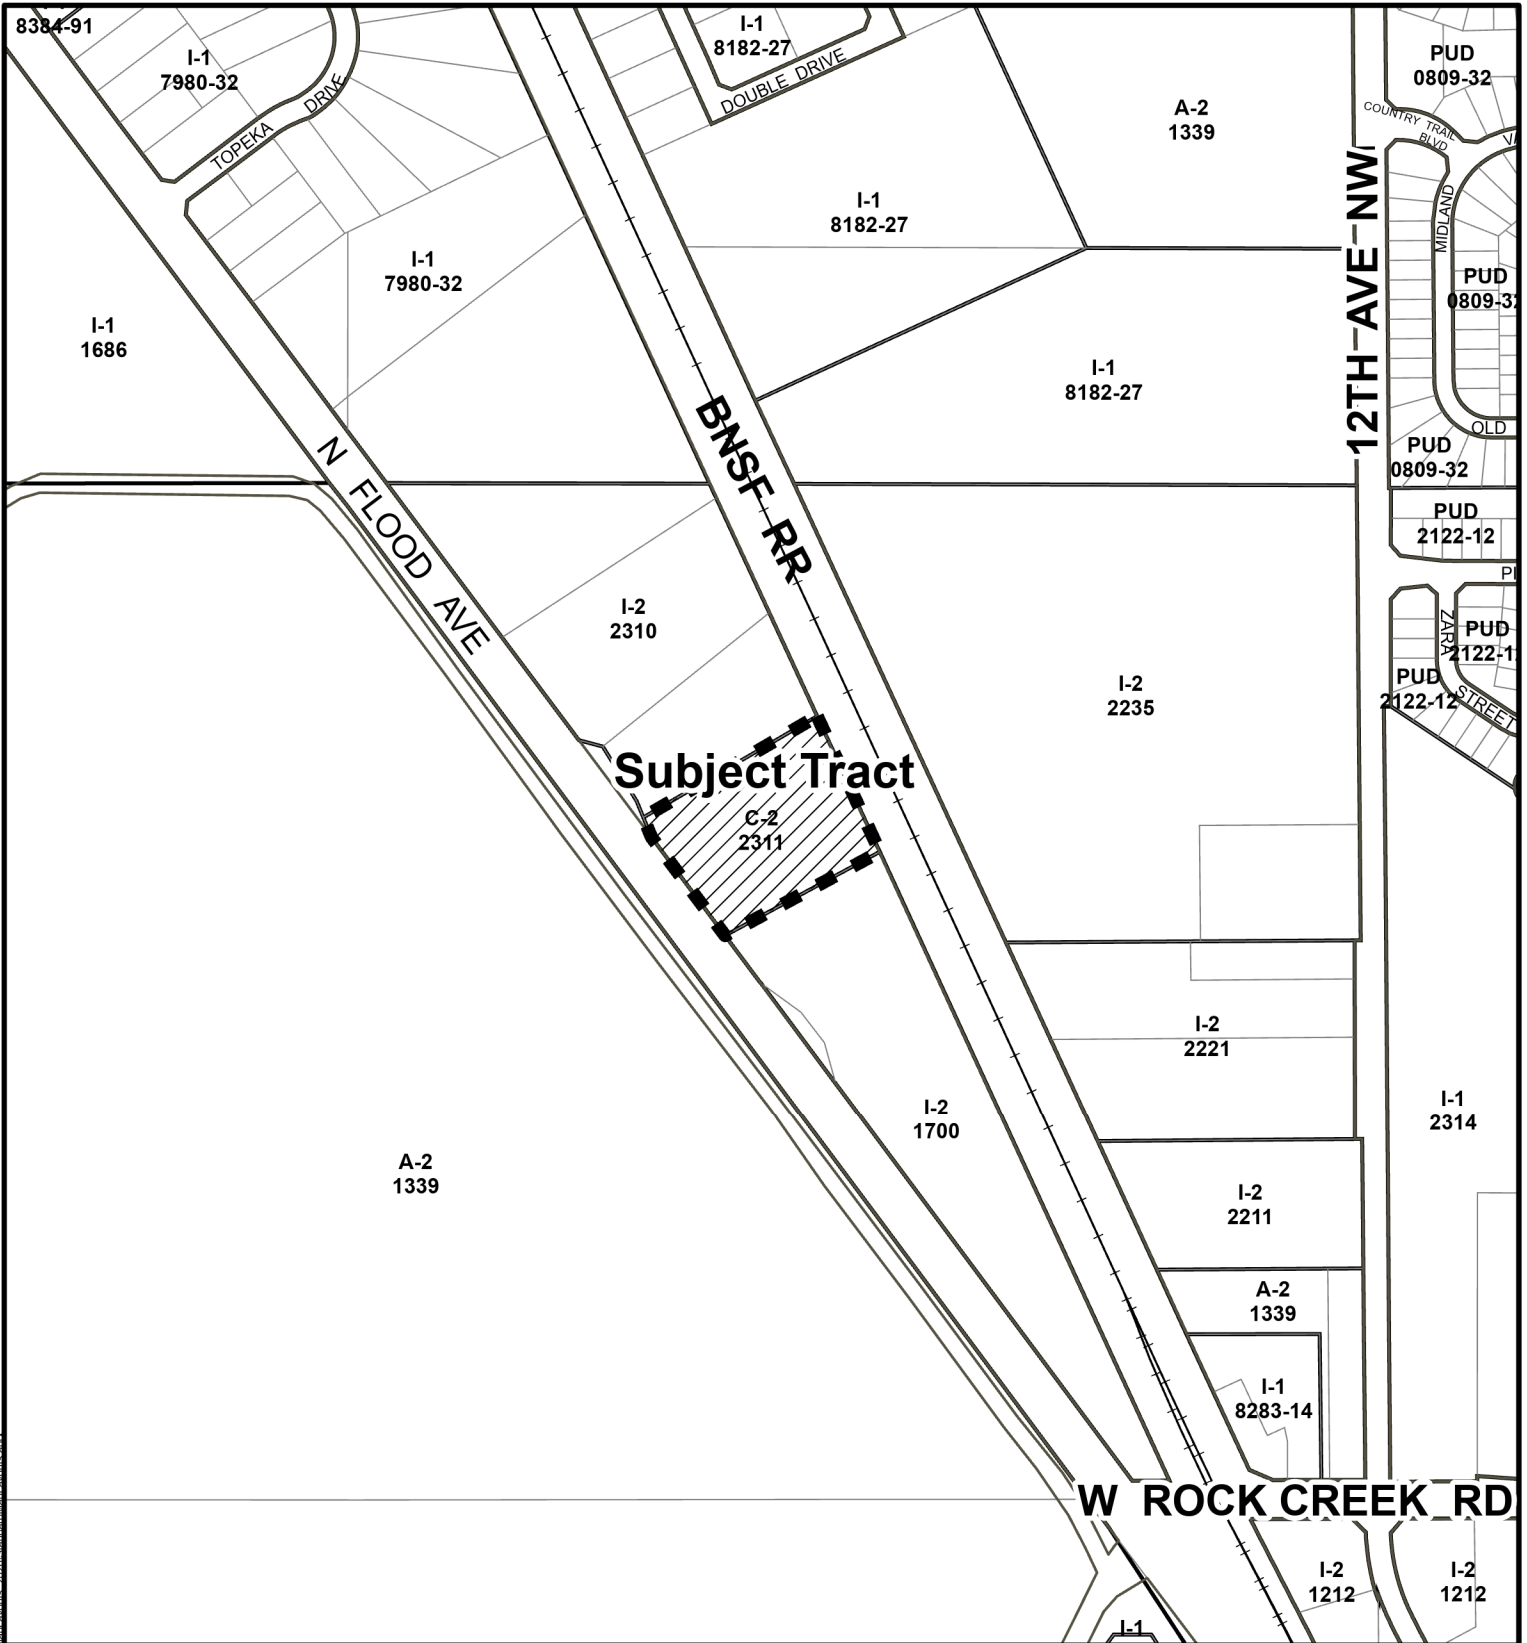 8384-91
I-1
7980-32
TOPEKA DRIVE
I-1
8182-27
DOUBLE DRIVE
A-2
1339
PUD
0809-32
COUNTRY TRAIL
BLVD
I-1
8182-27
12TH AVE NW
MIDLAND
I-1
7980-32
PUD
0809-32
I-1
1686
I-1
8182-27
BNSF RR
OLD
PUD
0809-32
N FLOOD AVE
PUD
2122-12
I-2
2310
ZARA
STREET
PUD
2122-1
I-2
2235
PUD
2122-12
Subject Tract
C-2
2311
I-2
2221
I-2
1700
I-1
2314
A-2
1339
I-2
2211
A-2
1339
I-1
8283-14
W ROCK CREEK RD
I-2
1212
I-2
1212
I-1